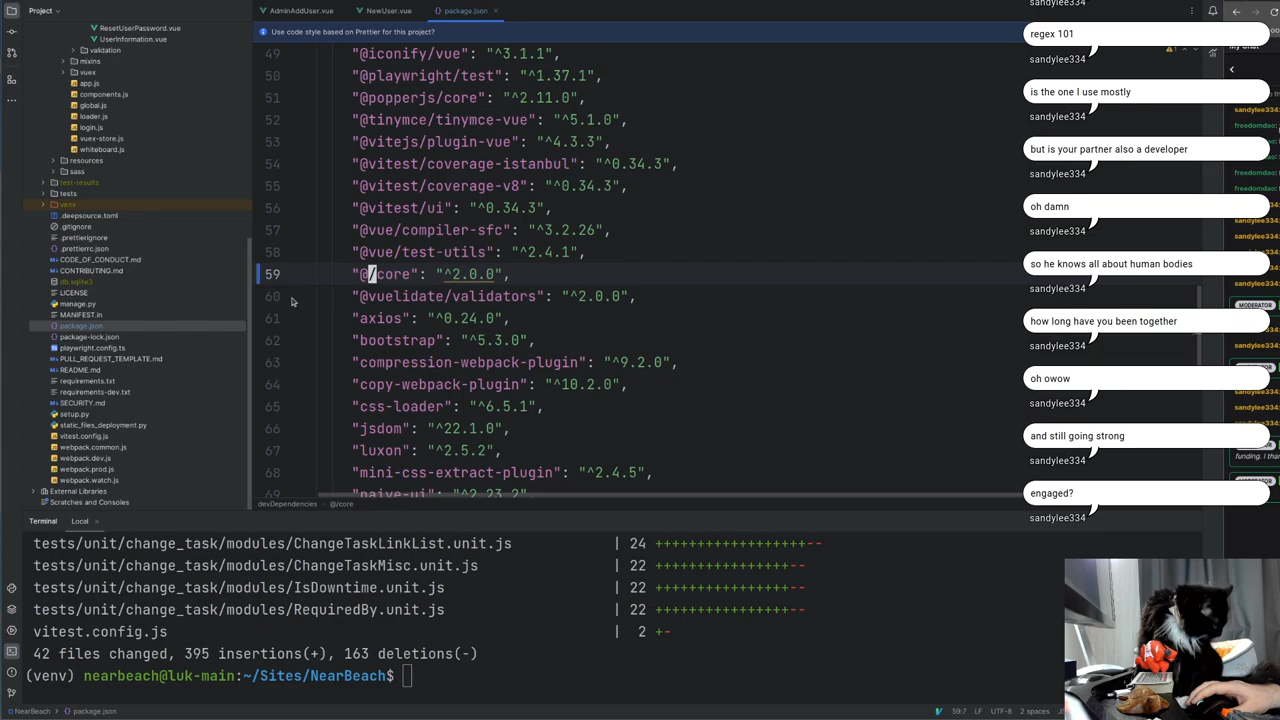 Project
AdminAddUser.vue
NewUser.vue
package.json
Use code style based on Prettier for this project?
ResetUserPassword.vue
UserInformation.vue
validation
mixins
vuex
app.js
components.js
global.js
loader.js
login.js
vuex-store.js
whiteboard.js
resources
sass
test-results
tests
venv
.deepsource.toml
.gitignore
.prettierignore
.prettierrc.json
CODE_OF_CONDUCT.md
CONTRIBUTING.md
db.sqlite3
LICENSE
manage.py
MANIFEST.in
package.json
package-lock.json
playwright.config.ts
PULL_REQUEST_TEMPLATE.md
README.md
requirements.txt
requirements-dev.txt
SECURITY.md
setup.py
static_files_deployment.py
vitest.config.js
webpack.common.js
webpack.dev.js
webpack.prod.js
webpack.watch.js
External Libraries
Scratches and Consoles
49 "@iconify/vue": "^3.1.1",
50 "@playwright/test": "^1.37.1",
51 "@popperjs/core": "^2.11.0",
52 "@tinymce/tinymce-vue": "^5.1.0",
53 "@vitejs/plugin-vue": "^4.3.3",
54 "@vitest/coverage-istanbul": "^0.34.3",
55 "@vitest/coverage-v8": "^0.34.3",
56 "@vitest/ui": "^0.34.3",
57 "@vue/compiler-sfc": "^3.2.26",
58 "@vue/test-utils": "^2.4.1",
59 "@/core": "^2.0.0",
60 "@vuelidate/validators": "^2.0.0",
61 "axios": "^0.24.0",
62 "bootstrap": "^5.3.0",
63 "compression-webpack-plugin": "^9.2.0",
64 "copy-webpack-plugin": "^10.2.0",
65 "css-loader": "^6.5.1",
66 "jsdom": "^22.1.0",
67 "luxon": "^2.5.2",
68 "mini-css-extract-plugin": "^2.4.5",
69 "naive-ui": "^2.23.2"
devDependencies › @/core
regex 101
sandylee334
is the one I use mostly
sandylee334
but is your partner also a developer
sandylee334
oh damn
sandylee334
so he knows all about human bodies
sandylee334
how long have you been together
sandylee334
oh owow
sandylee334
and still going strong
sandylee334
engaged?
sandylee334
Terminal
Local
tests/unit/change_task/modules/ChangeTaskLinkList.unit.js | 24 ++++++++++++++++++--
tests/unit/change_task/modules/ChangeTaskMisc.unit.js | 22 ++++++++++++++++--
tests/unit/change_task/modules/IsDowntime.unit.js | 22 ++++++++++++++++--
tests/unit/change_task/modules/RequiredBy.unit.js | 22 ++++++++++++++++--
vitest.config.js | 2 +-
42 files changed, 395 insertions(+), 163 deletions(-)
(venv) nearbeach@luk-main:~/Sites/NearBeach$
NearBeach › package.json
59:7 LF UTF-8 2 spaces